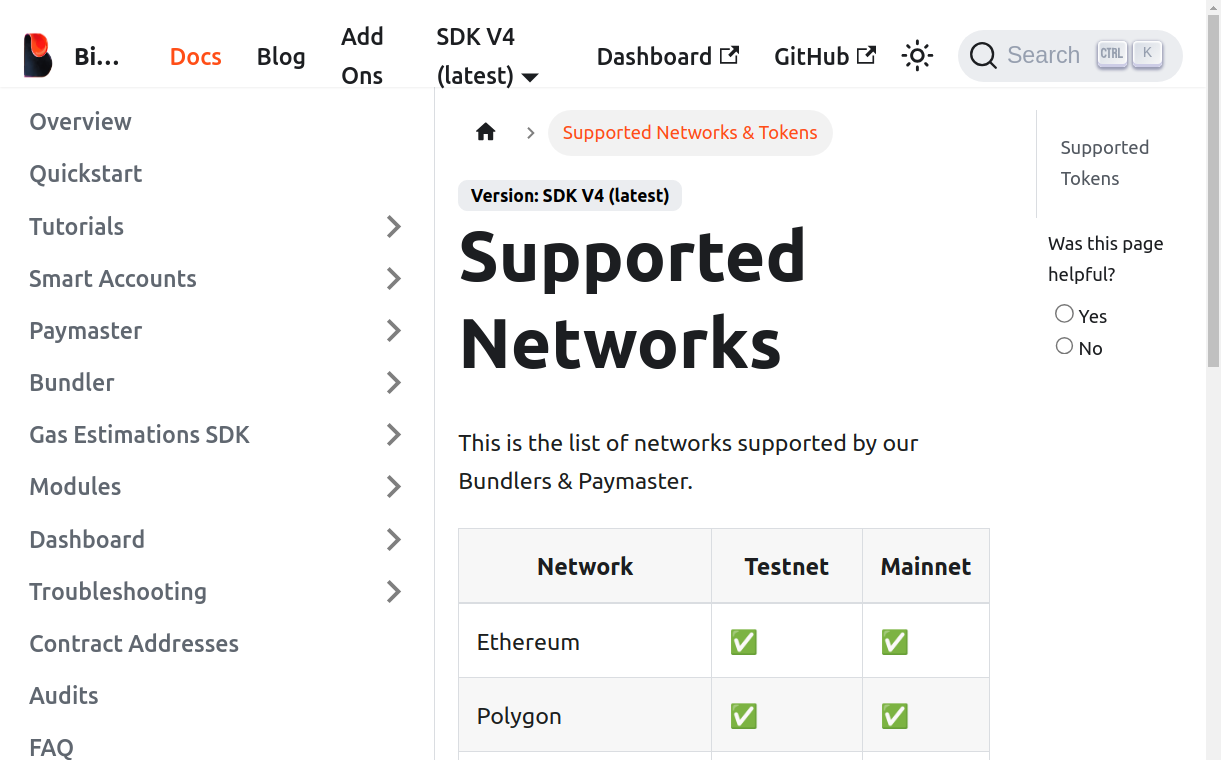 Bi...
Docs
Blog
Add
Ons
SDK V4
(latest)
Dashboard
GitHub
Search
CTRL
K
Overview
Quickstart
Tutorials
Smart Accounts
Paymaster
Bundler
Gas Estimations SDK
Modules
Dashboard
Troubleshooting
Contract Addresses
Audits
FAQ
Supported Networks & Tokens
Version: SDK V4 (latest)
Supported
Networks
This is the list of networks supported by our
Bundlers & Paymaster.
Network Testnet Mainnet
Ethereum ✅ ✅
Polygon ✅ ✅
Supported
Tokens
Was this page
helpful?
Yes
No